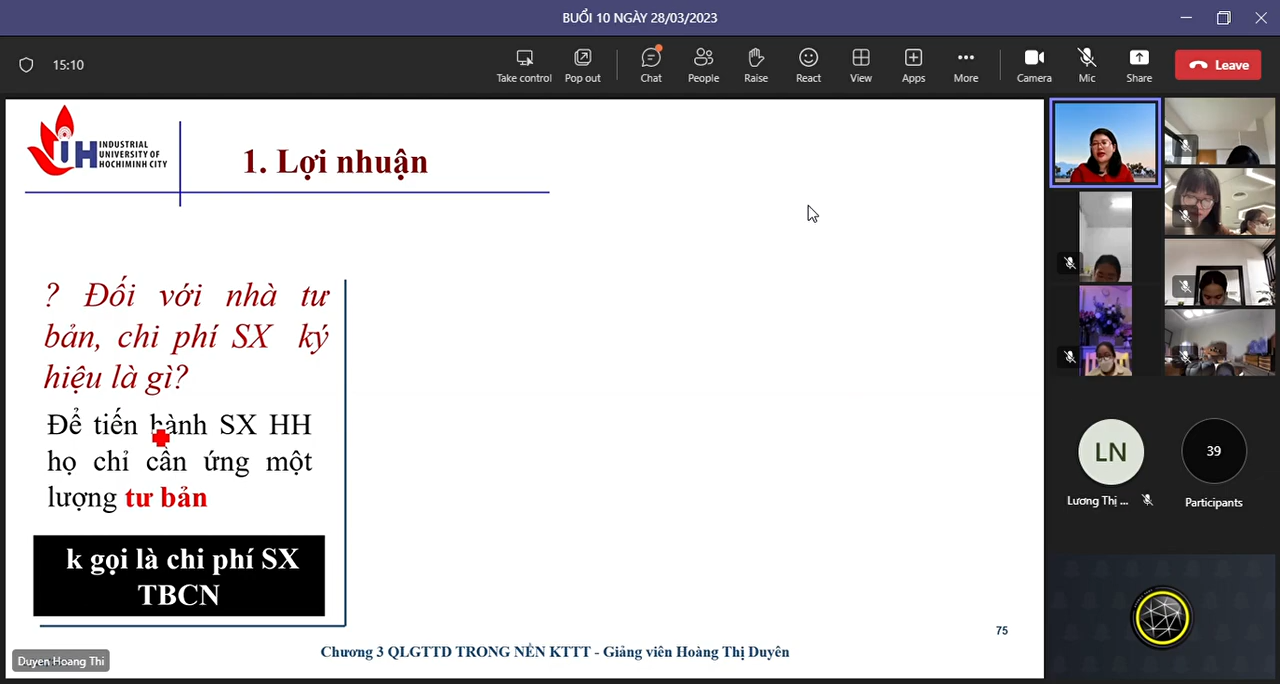 BUỔI 10 NGÀY 28/03/2023
15:10
Take control
Pop out
Chat
People
Raise
React
View
Apps
More
Camera
Mic
Share
Leave
IUH
INDUSTRIAL
UNIVERSITY OF
HOCHIMINH CITY
1. Lợi nhuận
? Đối với nhà tư
bản, chi phí SX ký
hiệu là gì?
Để tiến hành SX HH
họ chỉ cần ứng một
lượng tư bản
k gọi là chi phí SX
TBCN
75
Chương 3 QLGTTD TRONG NỀN KTTT - Giảng viên Hoàng Thị Duyên
Duyen Hoang Thi
LN
Lương Thị ...
39
Participants